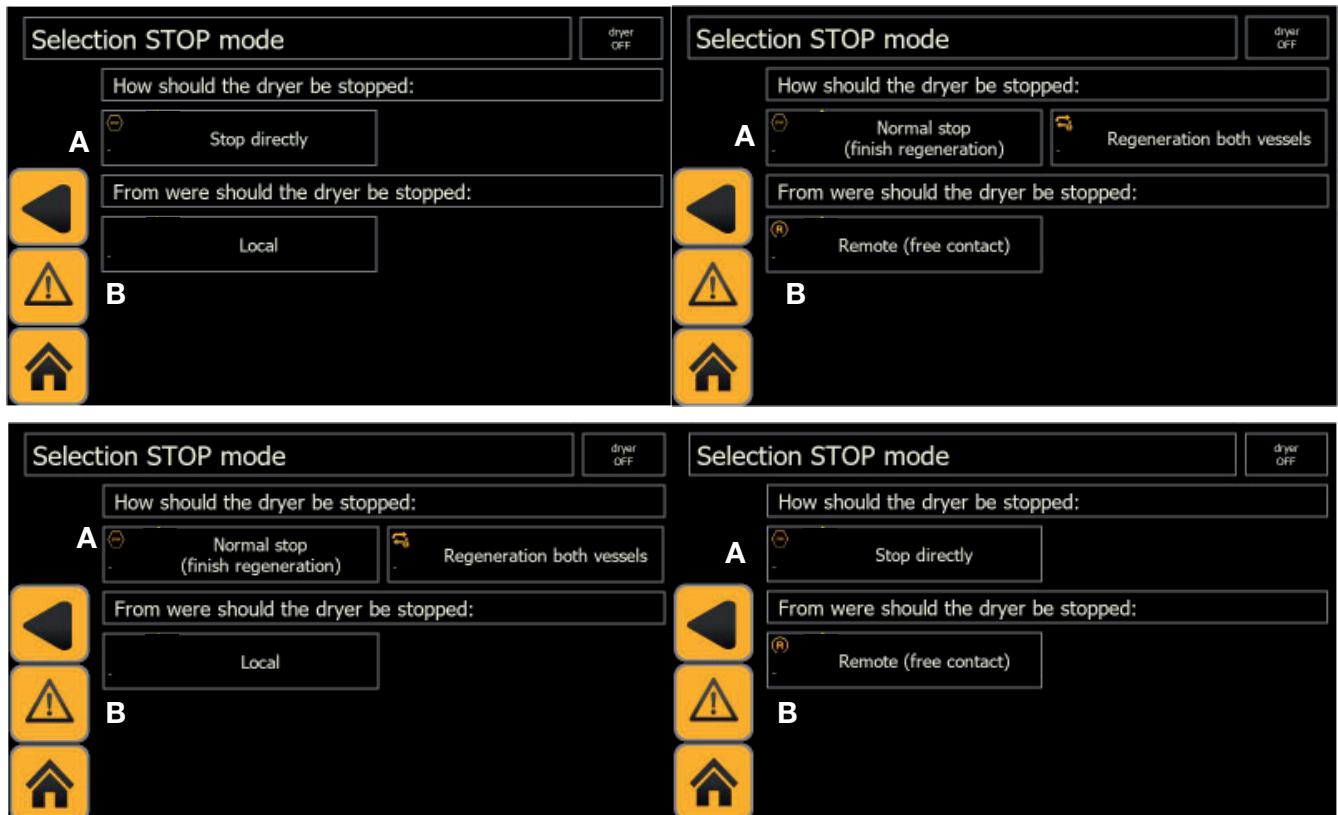 Selection STOP mode
dryer
OFF
How should the dryer be stopped:
A
Stop directly
From were should the dryer be stopped:
Local
B
Selection STOP mode
dryer
OFF
How should the dryer be stopped:
A
Normal stop
(finish regeneration)
Regeneration both vessels
From were should the dryer be stopped:
R
Remote (free contact)
B
Selection STOP mode
dryer
OFF
How should the dryer be stopped:
A
Normal stop
(finish regeneration)
Regeneration both vessels
From were should the dryer be stopped:
Local
B
Selection STOP mode
dryer
OFF
How should the dryer be stopped:
A
Stop directly
From were should the dryer be stopped:
R
Remote (free contact)
B